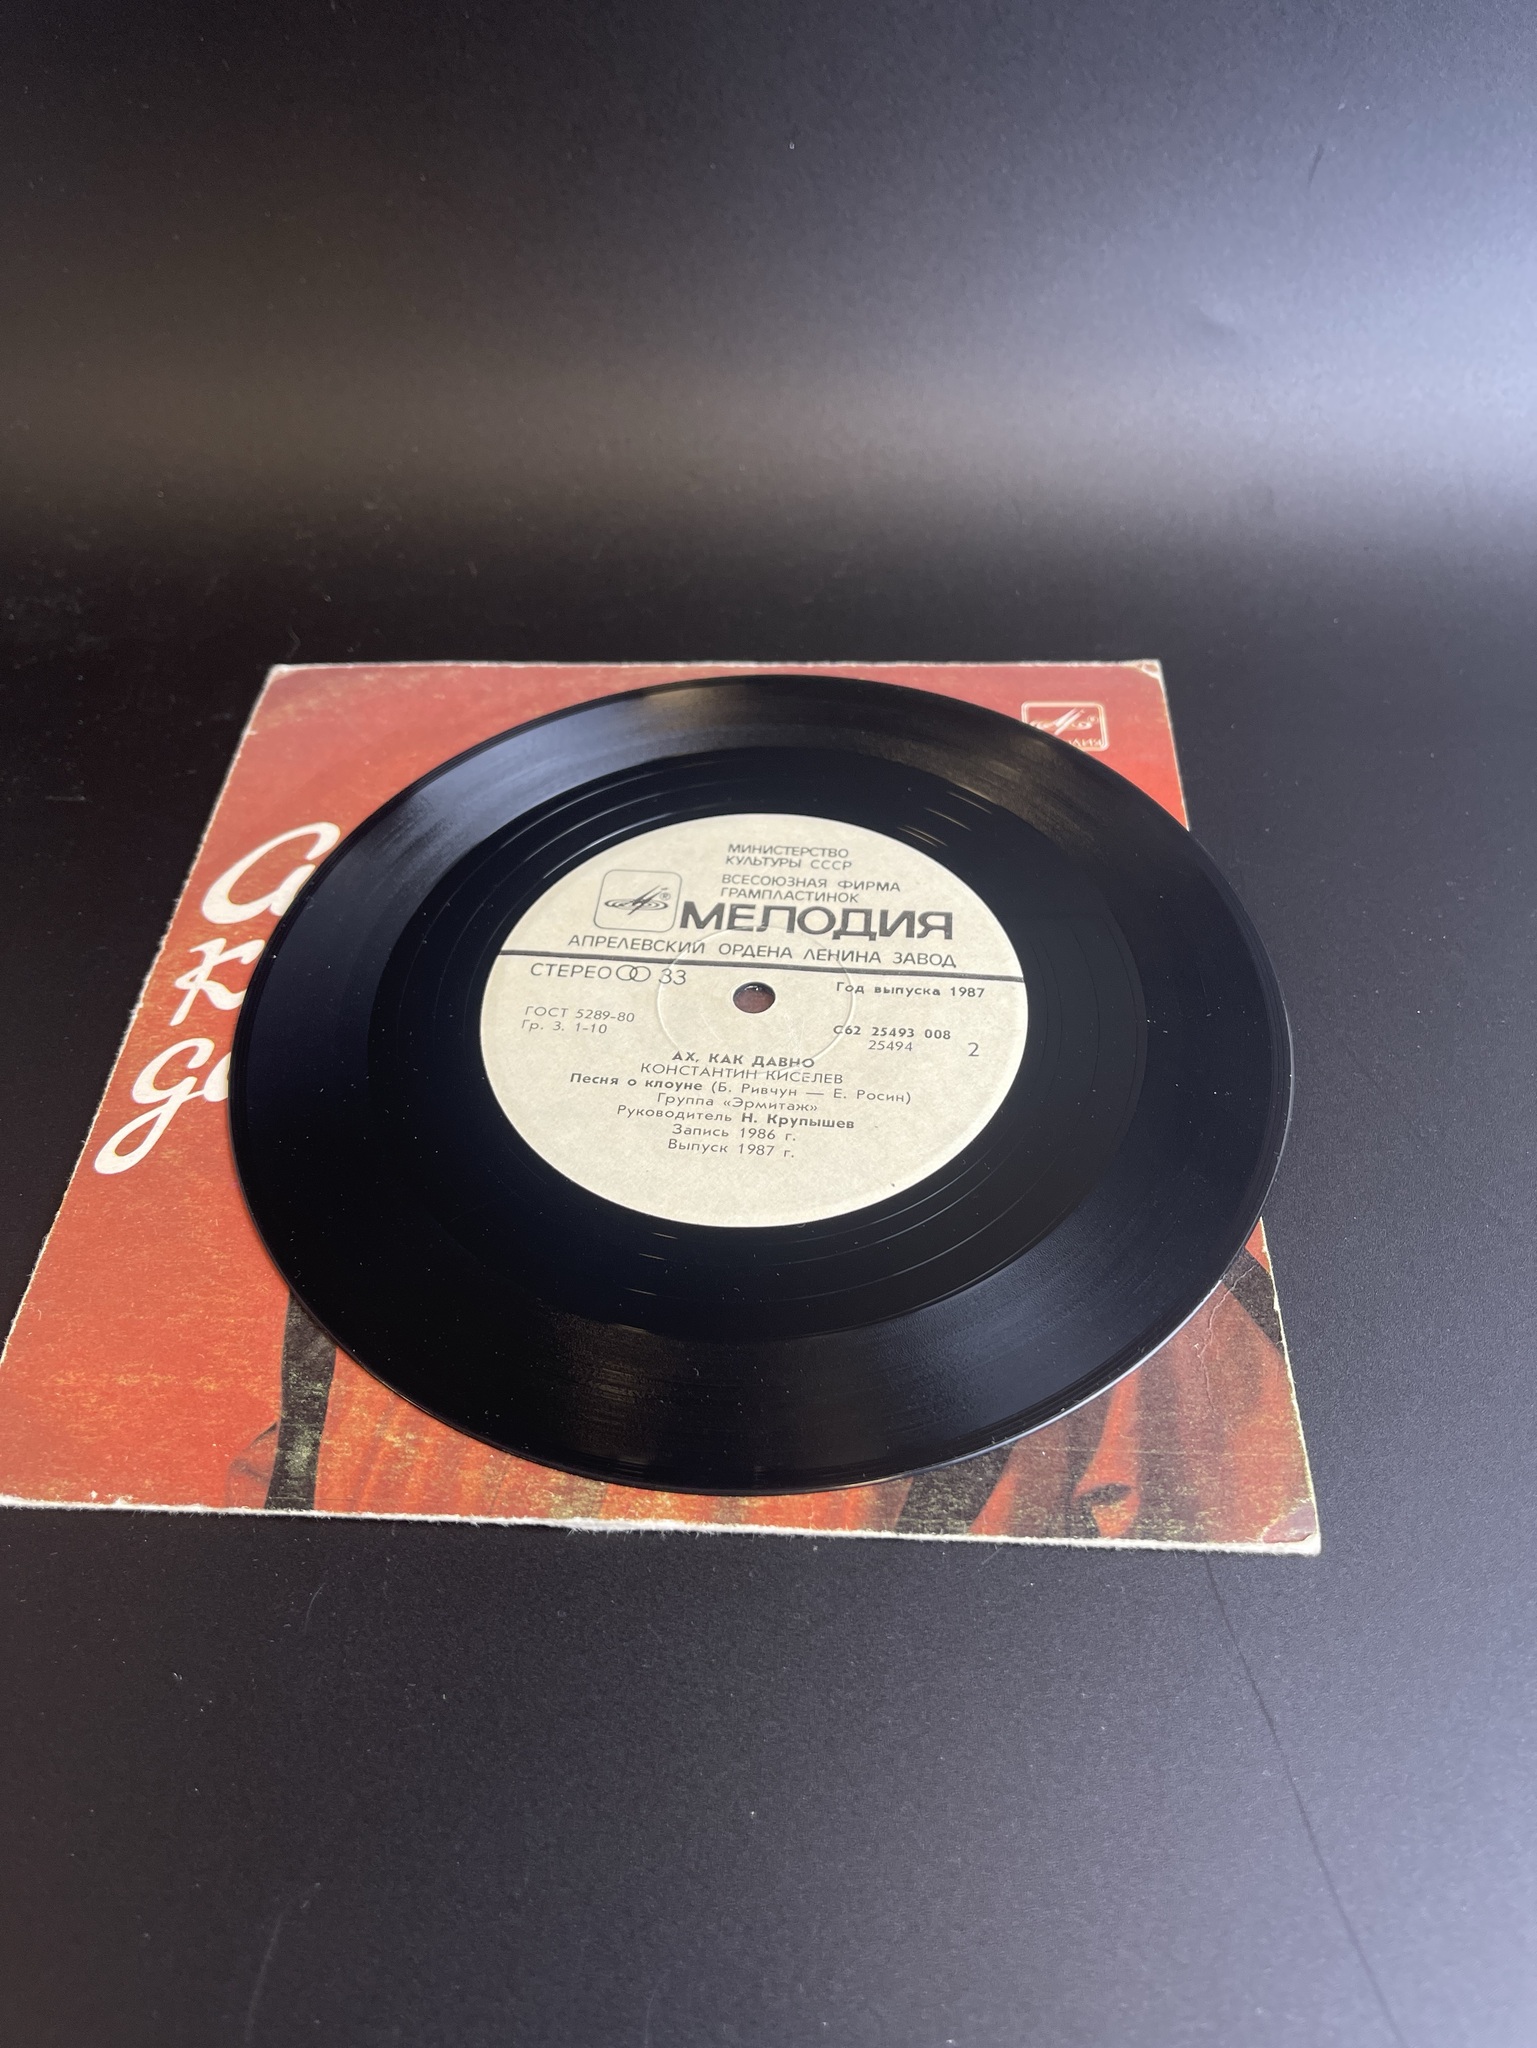 МИНИСТЕРСТВО
КУЛЬТУРЫ СССР
ВСЕСОЮЗНАЯ ФИРМА
ГРАМПЛАСТИНОК
МЕЛОДИЯ
АПРЕЛЕВСКИЙ ОРДЕНА ЛЕНИНА ЗАВОД
СТЕРЕО 33
Год выпуска 1987
ГОСТ 5289-80
Гр. 3. 1-10
С62 25493 008
25494
2
АХ, КАК ДАВНО
КОНСТАНТИН КИСЕЛЕВ
Песня о клоуне (Б. Ривчун — Е. Росин)
Группа «Эрмитаж»
Руководитель Н. Крупышев
Запись 1986 г.
Выпуск 1987 г.